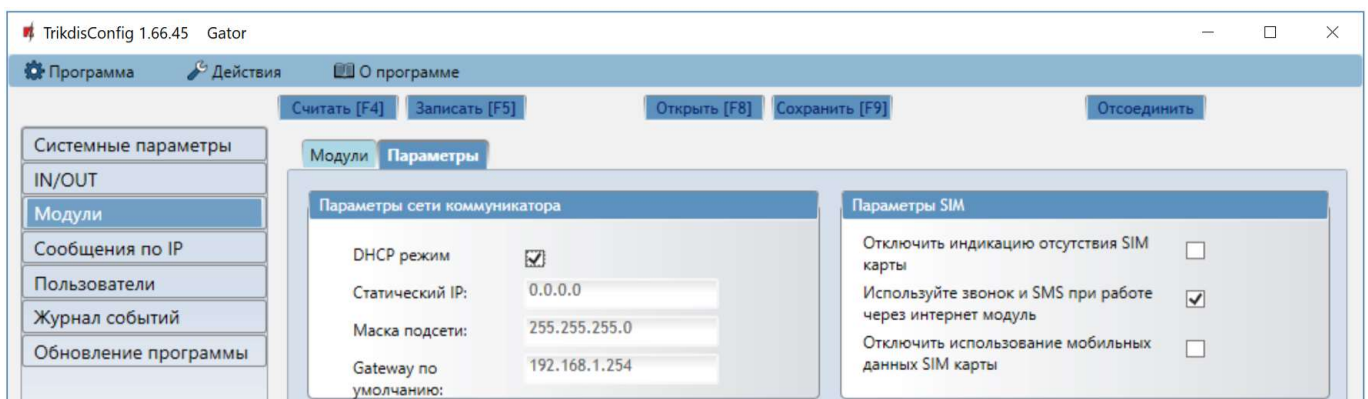 TrikdisConfig 1.66.45 Gator
Программа Действия О программе
Считать [F4] Записать [F5] Открыть [F8] Сохранить [F9] Отсоединить
Системные параметры
IN/OUT
Модули
Сообщения по IP
Пользователи
Журнал событий
Обновление программы
Модули Параметры
Параметры сети коммуникатора
DHCP режим
Статический IP: 0.0.0.0
Маска подсети: 255.255.255.0
Gateway по 192.168.1.254
умолчанию:
Параметры SIM
Отключить индикацию отсутствия SIM
карты
Используйте звонок и SMS при работе
через интернет модуль
Отключить использование мобильных
данных SIM карты